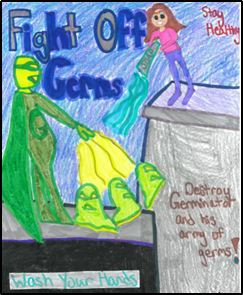 Fight Off
Germs
Stay
Healthy
Destroy
Germinator
and his
army of
germs!
Wash Your Hands